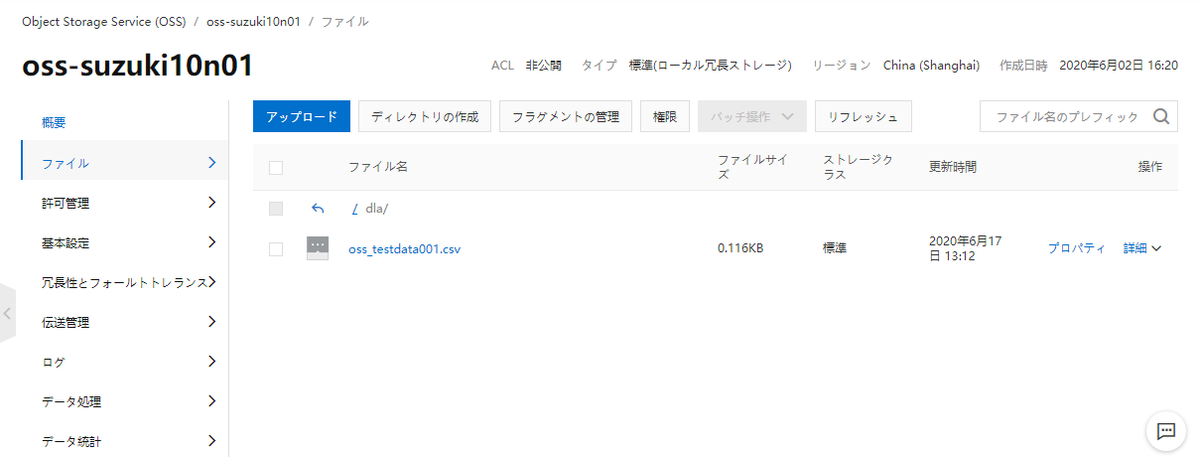 Object Storage Service (OSS) / oss-suzuki10n01 / ファイル
oss-suzuki10n01
ACL 非公開 タイプ 標準(ローカル冗長ストレージ) リージョン China (Shanghai) 作成日時 2020年6月02日 16:20
概要
ファイル
許可管理
基本設定
冗長性とフォールトトレランス
伝送管理
ログ
データ処理
データ統計
アップロード ディレクトリの作成 フラグメントの管理 権限 バッチ操作 リフレッシュ ファイル名のプレフィック
ファイル名 ファイルサイ
ズ ストレージク
ラス 更新時間 操作
/ dla/
oss_testdata001.csv 0.116KB 標準 2020年6月17
日 13:12 プロパティ 詳細